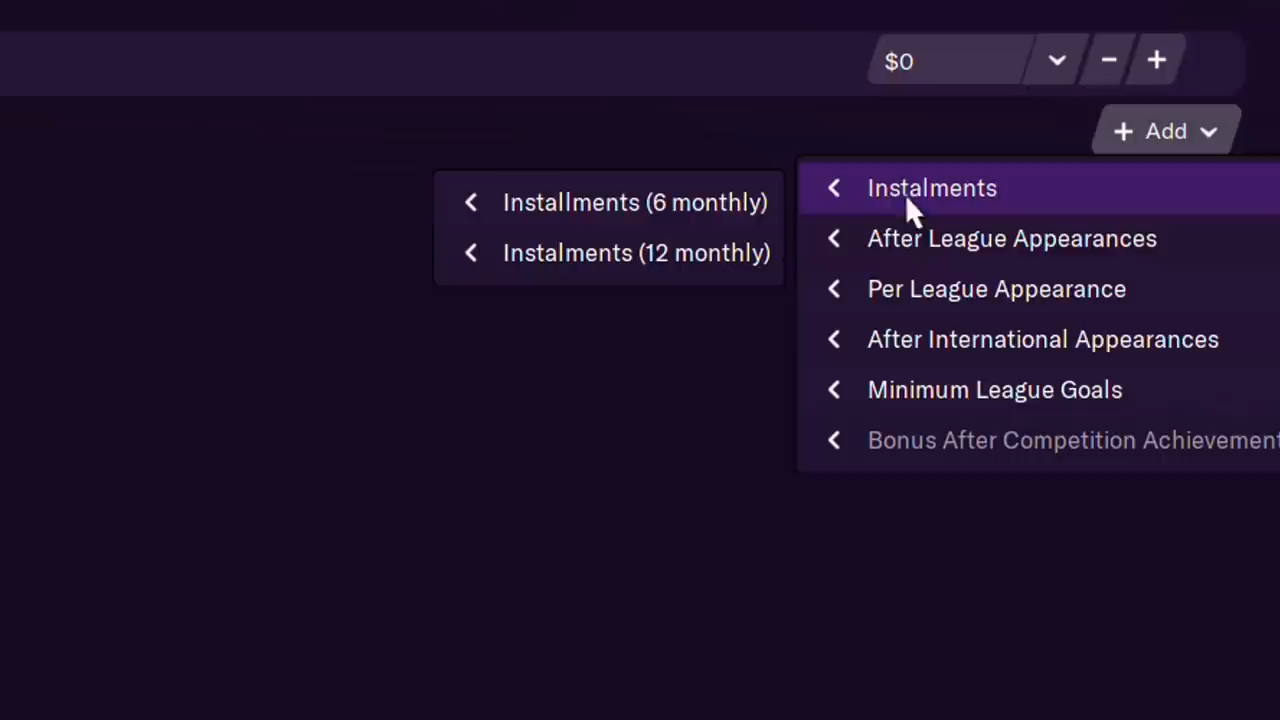 $0
Add
Instalments
After League Appearances
Per League Appearance
After International Appearances
Minimum League Goals
Bonus After Competition Achievement
Installments (6 monthly)
Instalments (12 monthly)